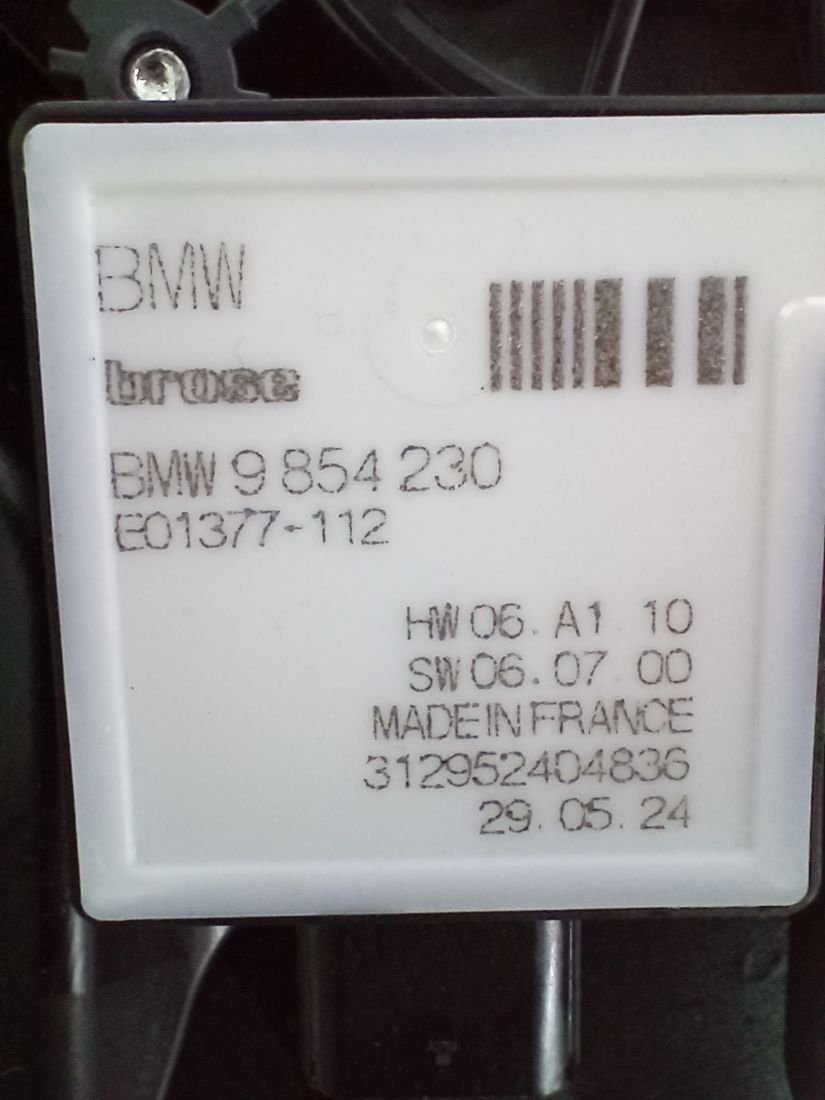 BMW
brose
BMW 9 854 230
E01377-112
HW 06. A1 10
SW 06. 07 00
MADE IN FRANCE
312952404836
29. 05. 24